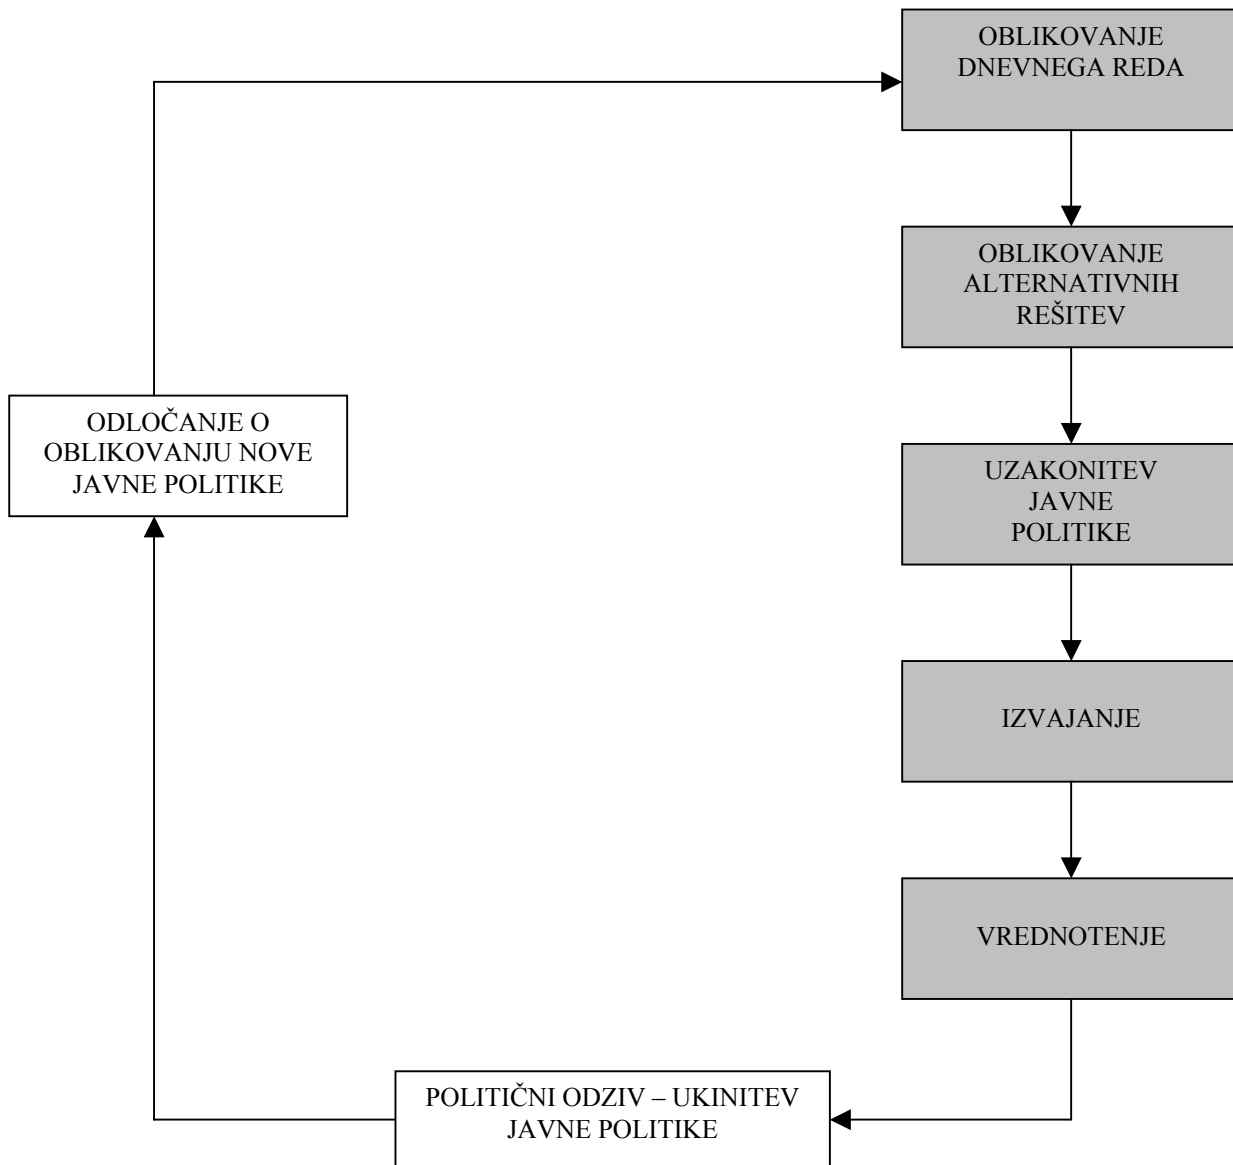 OBLIKOVANJE
DNEVNEGA REDA
OBLIKOVANJE
ALTERNATIVNIH
REŠITEV
ODLOČANJE O
OBLIKOVANJU NOVE
JAVNE POLITIKE
UZAKONITEV
JAVNE
POLITIKE
IZVAJANJE
VREDNOTENJE
POLITIČNI ODZIV – UKINITEV
JAVNE POLITIKE